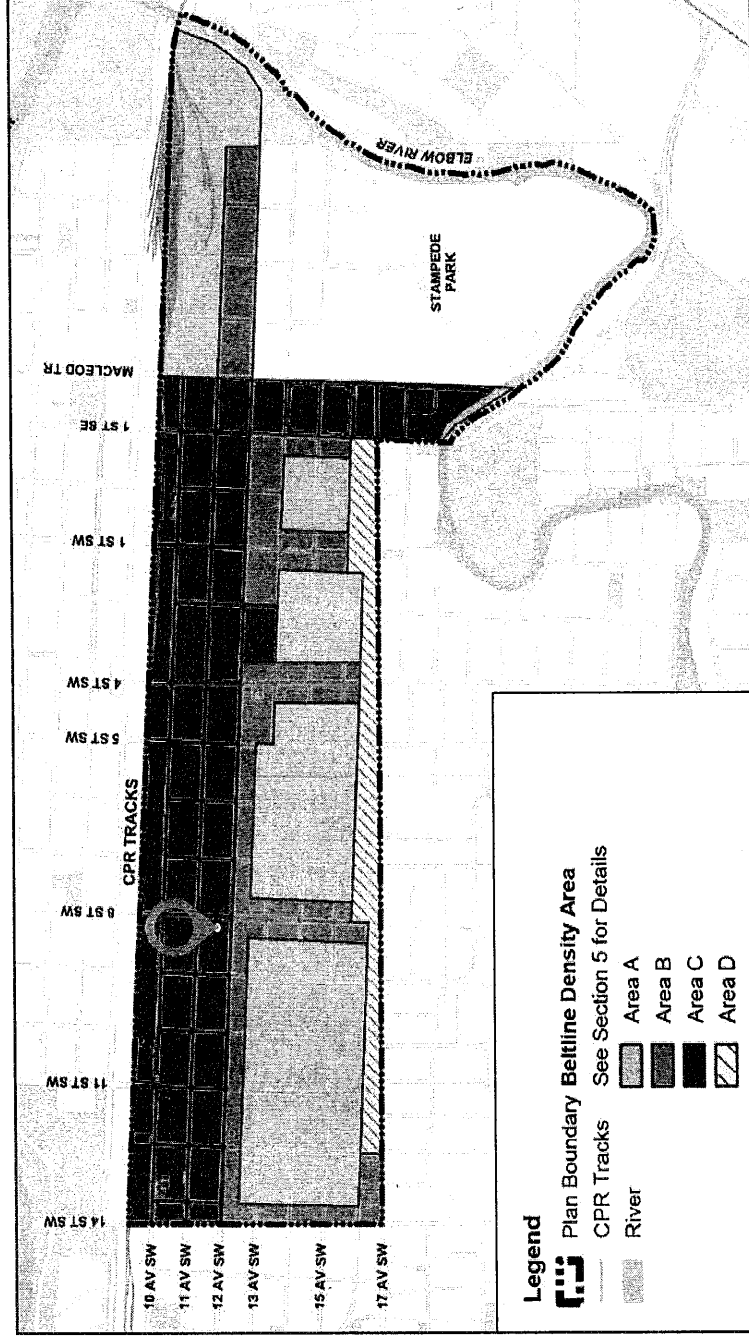 MACLEOD TR
1 ST SE
1 ST SW
4 ST SW
5 ST SW
8 ST SW
11 ST SW
14 ST SW
CPR TRACKS
ELBOW RIVER
STAMPEDE
PARK
10 AV SW
11 AV SW
12 AV SW
13 AV SW
15 AV SW
17 AV SW
Legend
Plan Boundary
CPR Tracks
River
Beltline Density Area
See Section 5 for Details
Area A
Area B
Area C
Area D